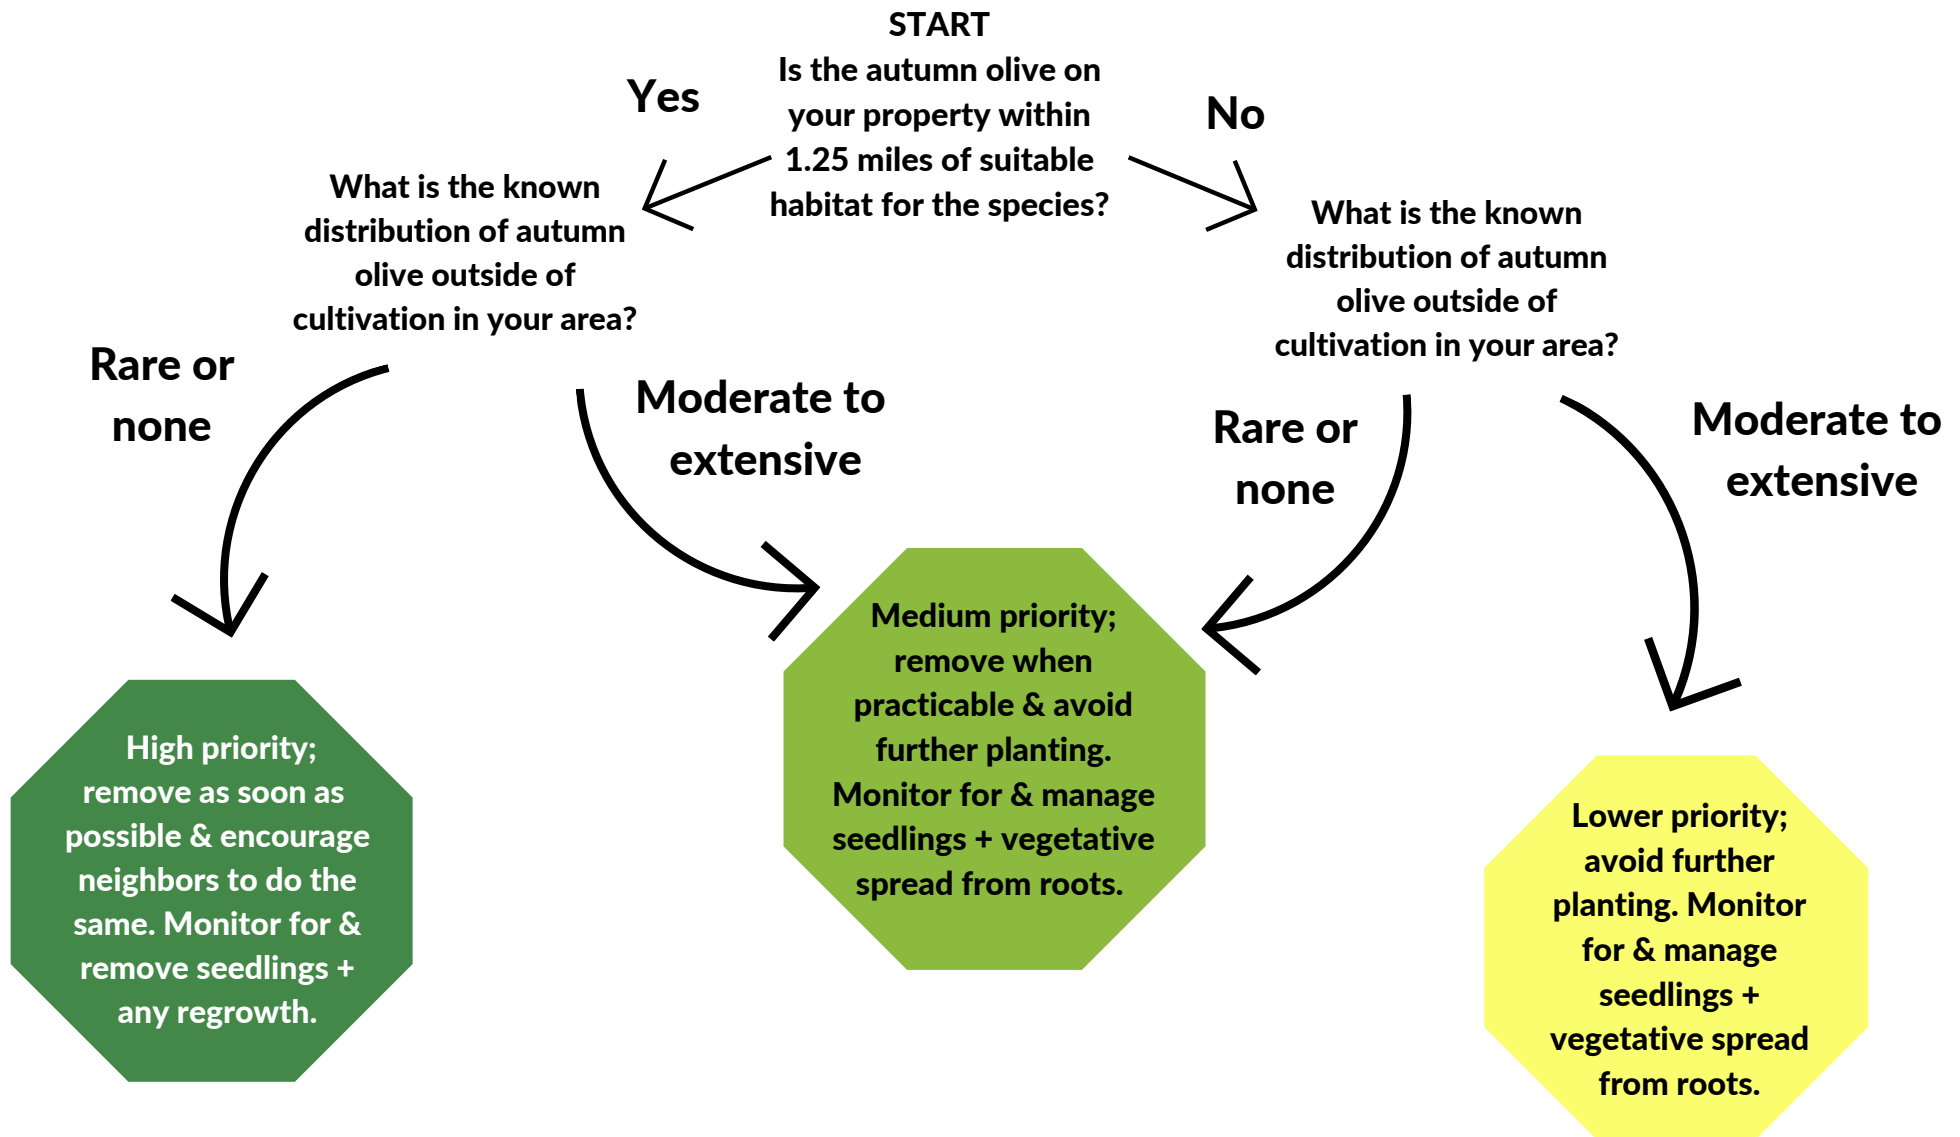 START
Is the autumn olive on
your property within
1.25 miles of suitable
habitat for the species?
Yes
No
What is the known
distribution of autumn
olive outside of
cultivation in your area?
What is the known
distribution of autumn
olive outside of
cultivation in your area?
Rare or
none
Moderate to
extensive
Rare or
none
Moderate to
extensive
High priority;
remove as soon as
possible & encourage
neighbors to do the
same. Monitor for &
remove seedlings +
any regrowth.
Medium priority;
remove when
practicable & avoid
further planting.
Monitor for & manage
seedlings + vegetative
spread from roots.
Lower priority;
avoid further
planting. Monitor
for & manage
seedlings +
vegetative spread
from roots.